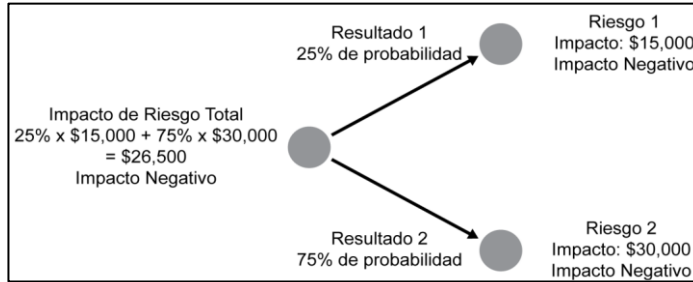 Resultado 1
25% de probabilidad
Riesgo 1
Impacto: $15,000
Impacto Negativo
Impacto de Riesgo Total
25% x $15,000 + 75% x $30,000
= $26,500
Impacto Negativo
Resultado 2
75% de probabilidad
Riesgo 2
Impacto: $30,000
Impacto Negativo